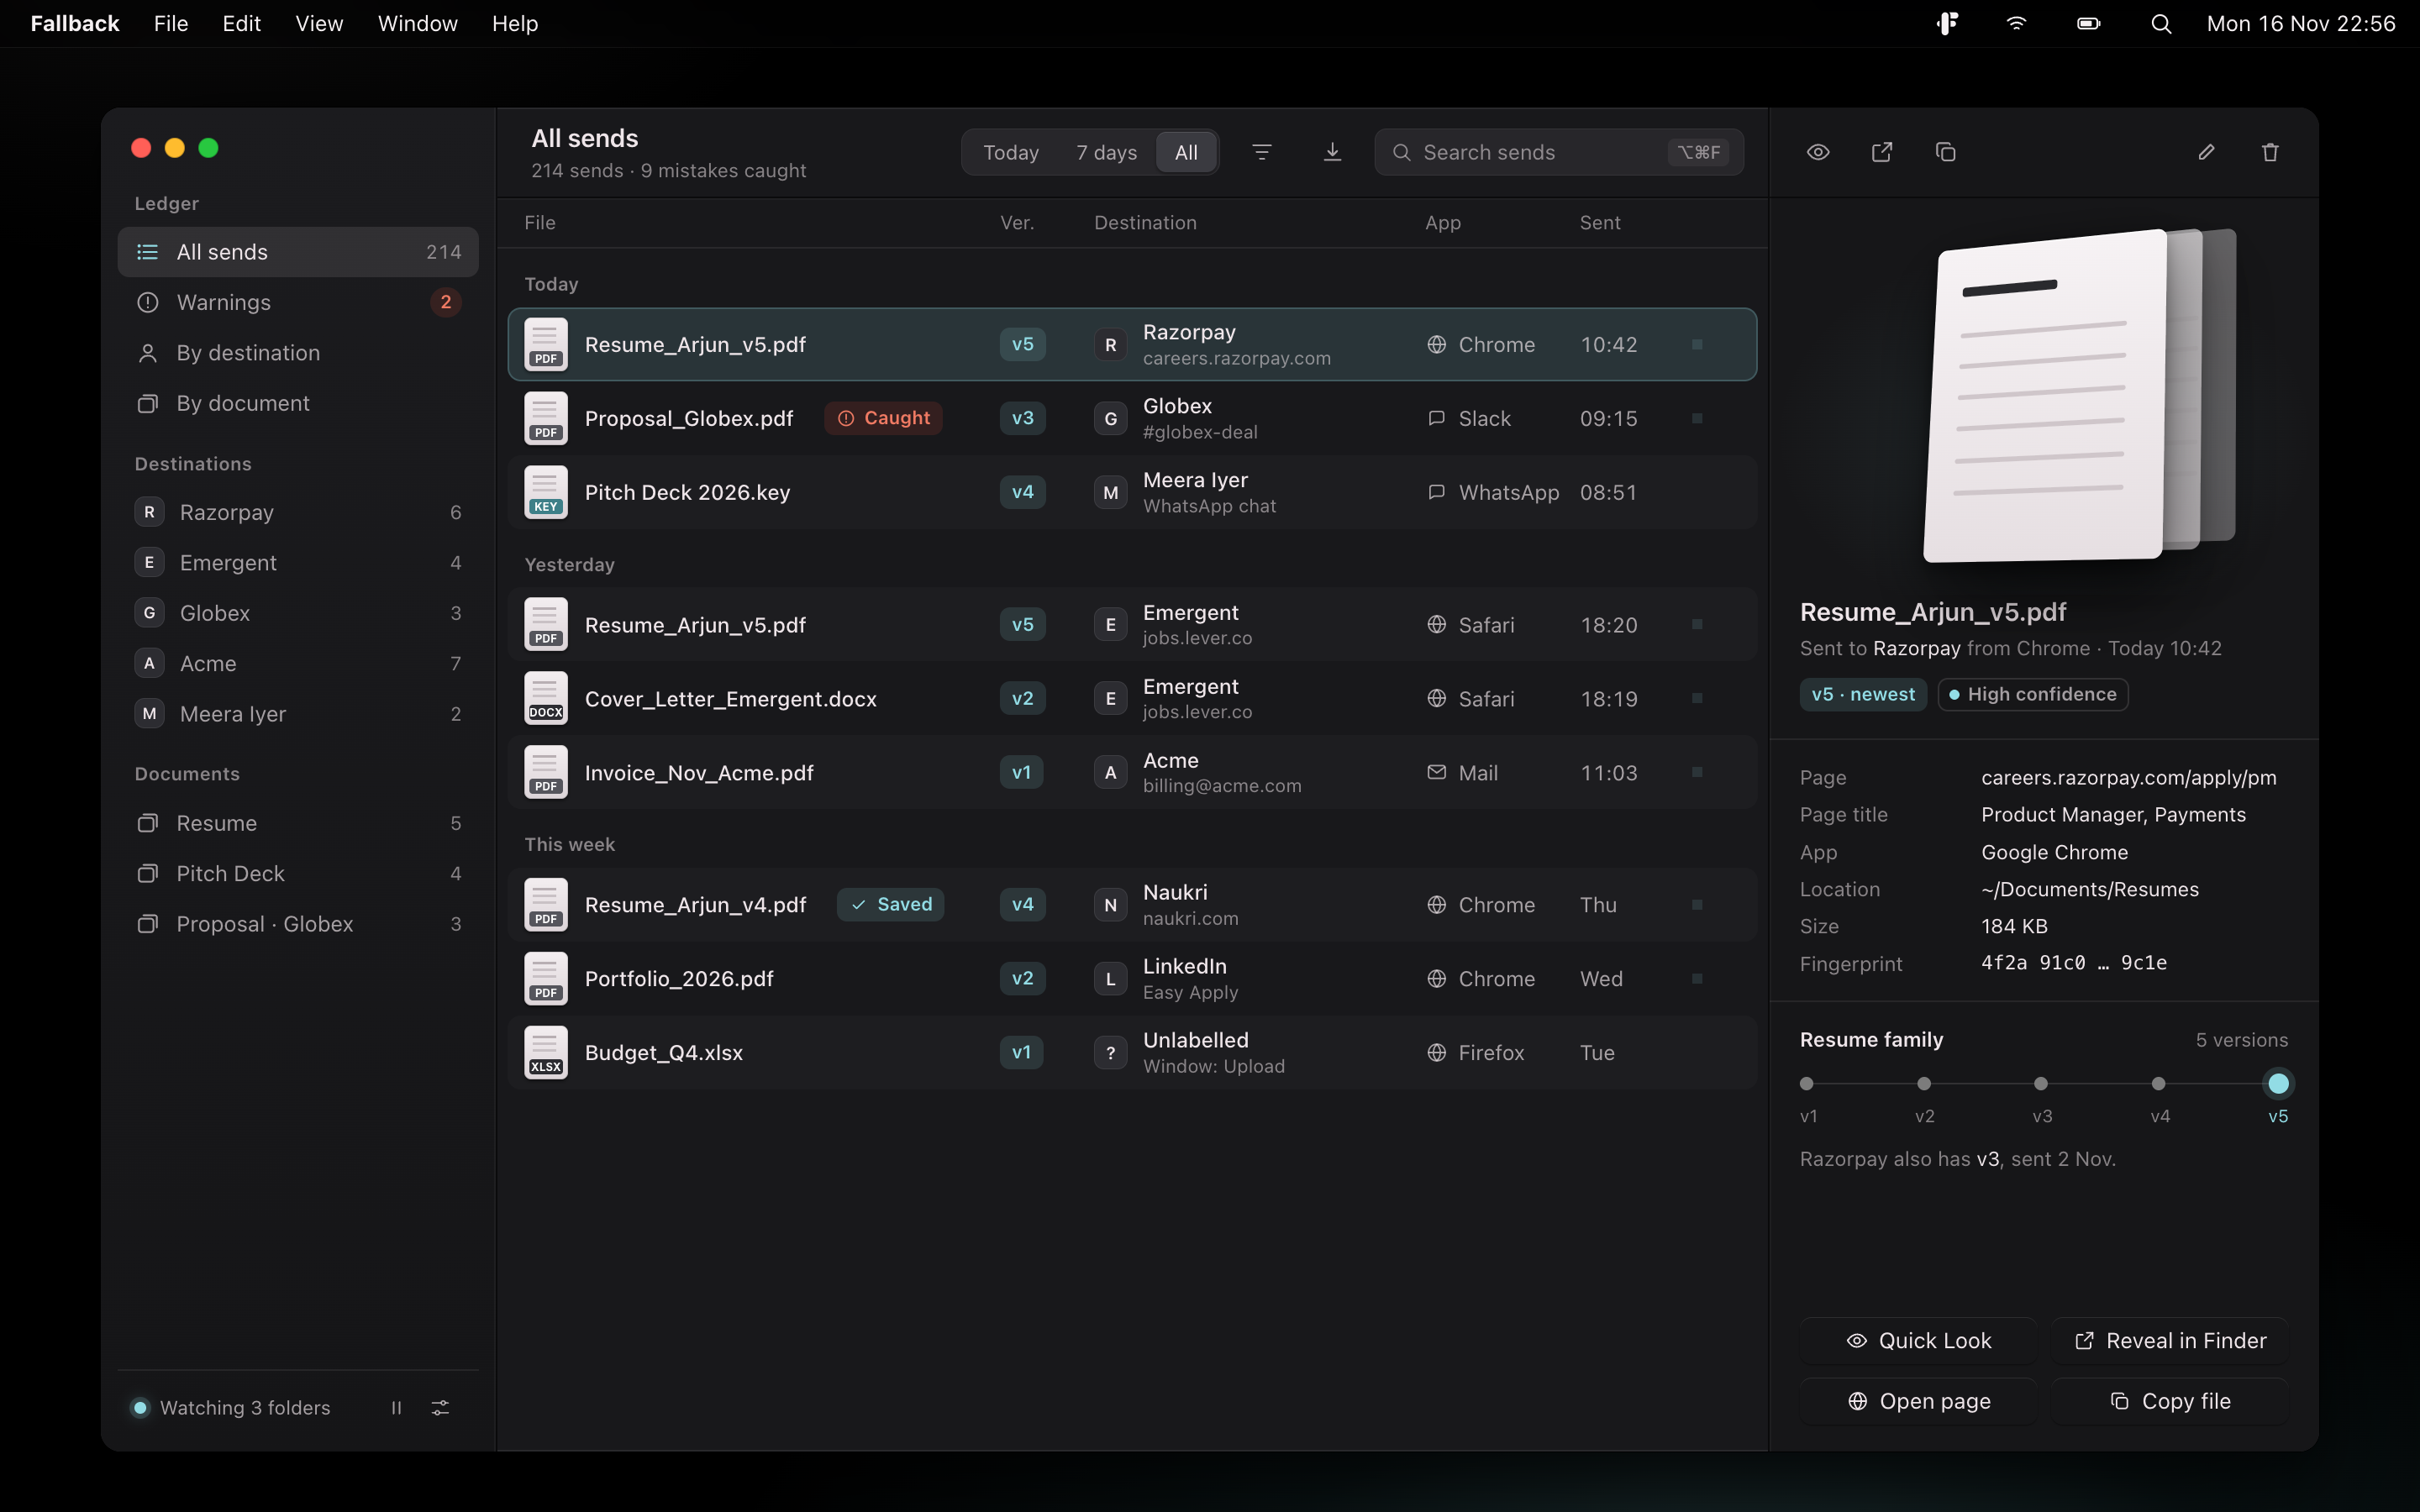 Fallback File Edit View Window Help Mon 16 Nov 22:56
Ledger
All sends 214
Warnings 2
By destination
By document
Destinations
R Razorpay 6
E Emergent 4
G Globex 3
A Acme 7
M Meera Iyer 2
Documents
Resume 5
Pitch Deck 4
Proposal · Globex 3
Watching 3 folders
All sends
214 sends · 9 mistakes caught
Today 7 days All
Search sends ⌥⌘F
File Ver. Destination App Sent
Today
PDF Resume_Arjun_v5.pdf v5 R Razorpay careers.razorpay.com Chrome 10:42
PDF Proposal_Globex.pdf Caught v3 G Globex #globex-deal Slack 09:15
KEY Pitch Deck 2026.key v4 M Meera Iyer WhatsApp chat WhatsApp 08:51
Yesterday
PDF Resume_Arjun_v5.pdf v5 E Emergent jobs.lever.co Safari 18:20
DOCX Cover_Letter_Emergent.docx v2 E Emergent jobs.lever.co Safari 18:19
PDF Invoice_Nov_Acme.pdf v1 A Acme billing@acme.com Mail 11:03
This week
PDF Resume_Arjun_v4.pdf Saved v4 N Naukri naukri.com Chrome Thu
PDF Portfolio_2026.pdf v2 L LinkedIn Easy Apply Chrome Wed
XLSX Budget_Q4.xlsx v1 ? Unlabelled Window: Upload Firefox Tue
Resume_Arjun_v5.pdf
Sent to Razorpay from Chrome · Today 10:42
v5 · newest High confidence
Page careers.razorpay.com/apply/pm
Page title Product Manager, Payments
App Google Chrome
Location ~/Documents/Resumes
Size 184 KB
Fingerprint 4f2a 91c0 … 9c1e
Resume family 5 versions
v1 v2 v3 v4 v5
Razorpay also has v3, sent 2 Nov.
Quick Look Reveal in Finder
Open page Copy file